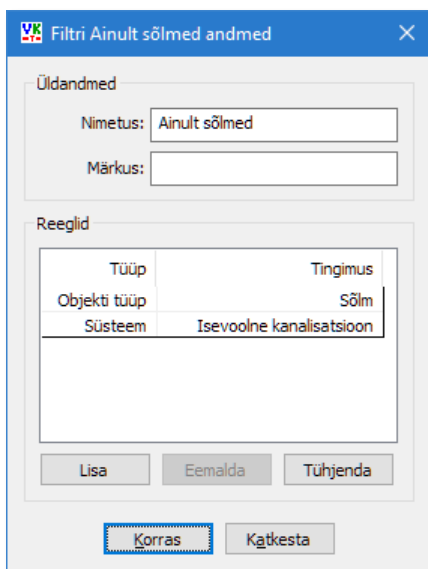 VK
-T-
Filtri Ainult sõlmed andmed
Üldandmed
Nimetus: Ainult sõlmed
Märkus:
Reeglid
Tüüp Tingimus
Objekti tüüp Sõlm
Süsteem Isevoolne kanalisatsioon
Lisa Eemalda Tühjenda
Korras Katkesta